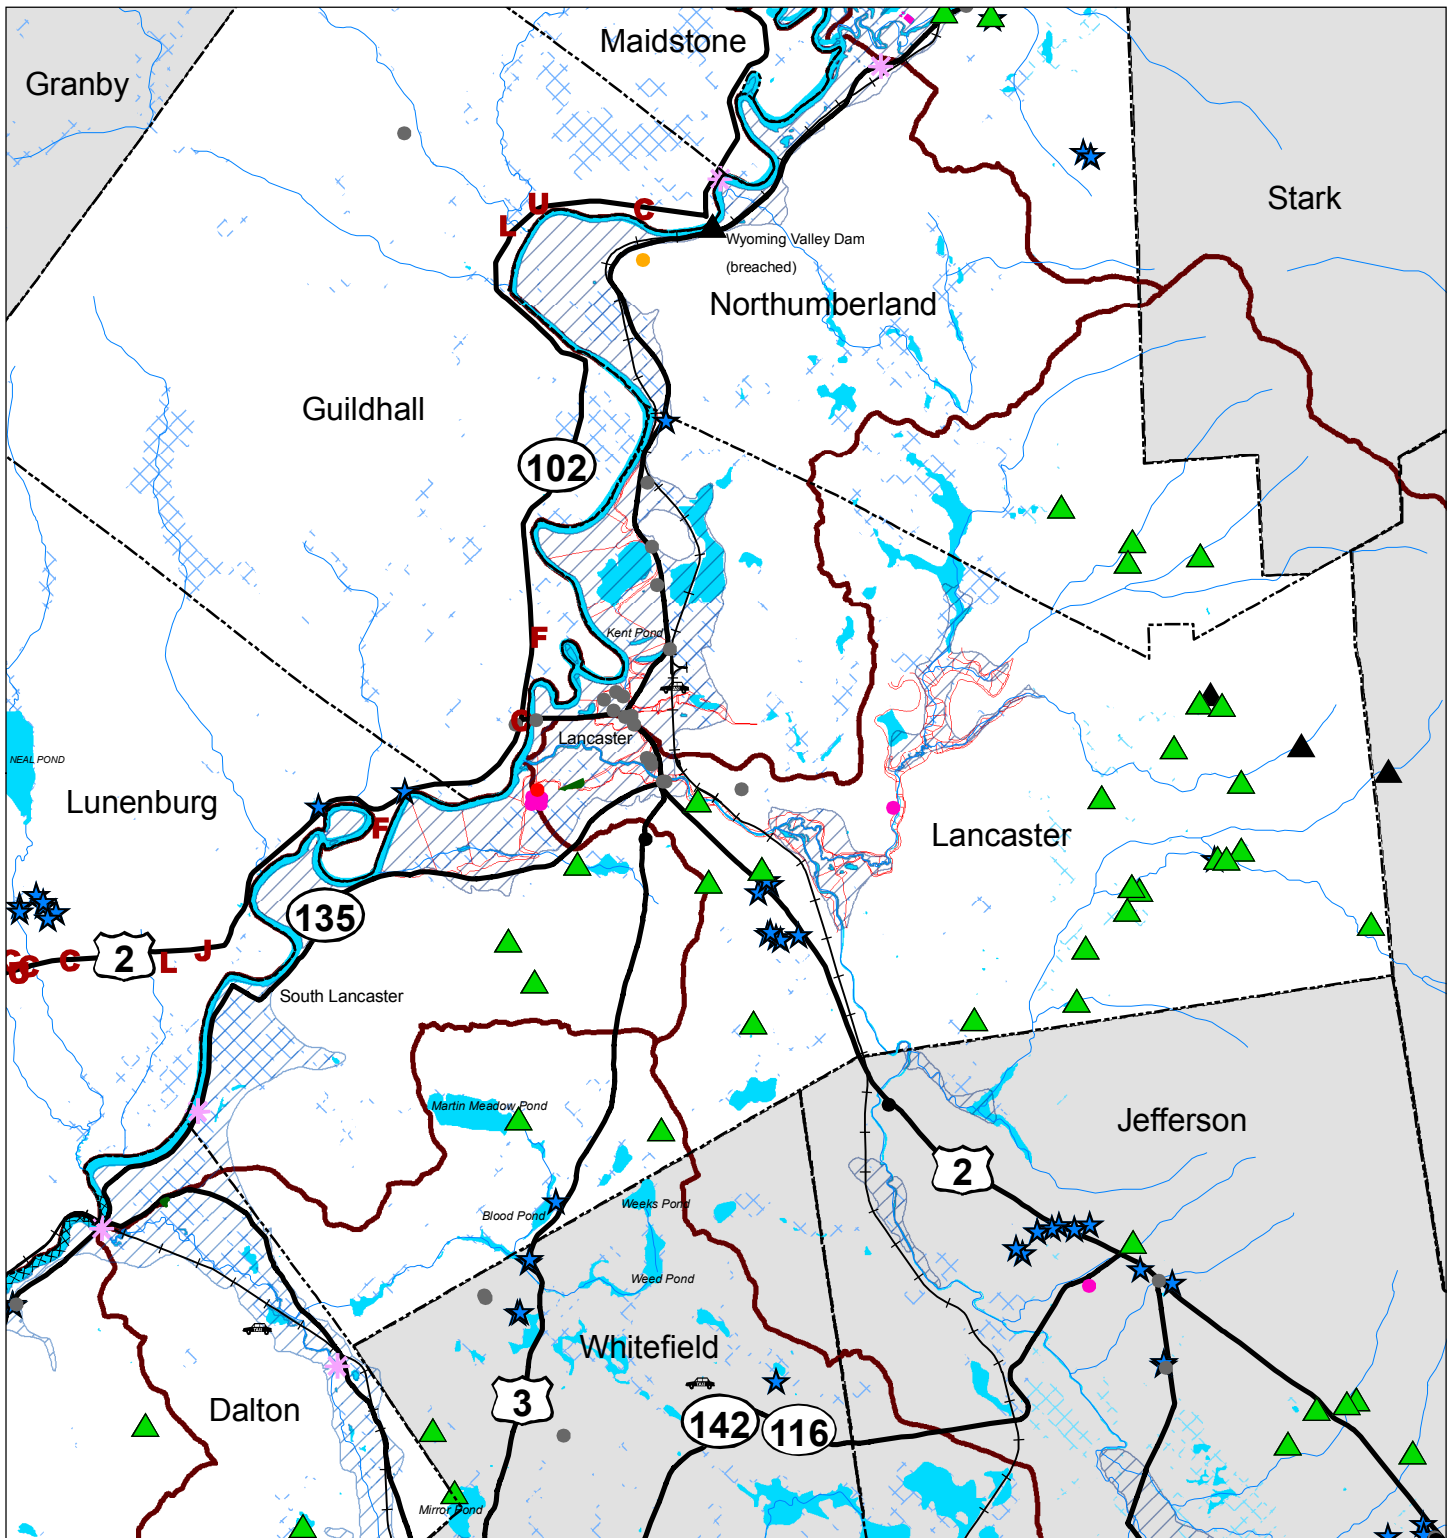 Maidstone
Granby
Stark
U
C
L
Wyoming Valley Dam
(breached)
Northumberland
Guildhall
102
F
Kent Pond
C
Lancaster
NEAL POND
Lunenburg
F
Lancaster
135
2
C
L
J
C
South Lancaster
Martin Meadow Pond
Jefferson
2
Weeks Pond
Blood Pond
Weed Pond
Whitefield
3
142
116
Dalton
Mirror Pond